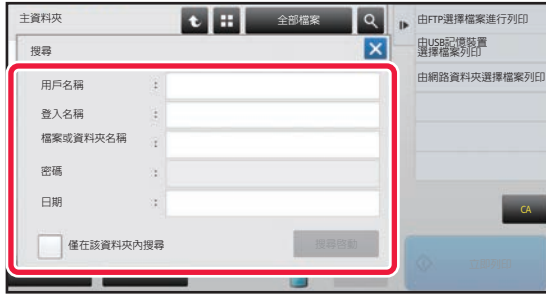 主資料夾
全部檔案
搜尋
用戶名稱 :
登入名稱 :
檔案或資料夾名稱 :
密碼 :
日期 :
僅在該資料夾內搜尋
搜尋啟動
由FTP選擇檔案進行列印
由USB記憶裝置
選擇檔案列印
由網路資料夾選擇檔案列印
CA